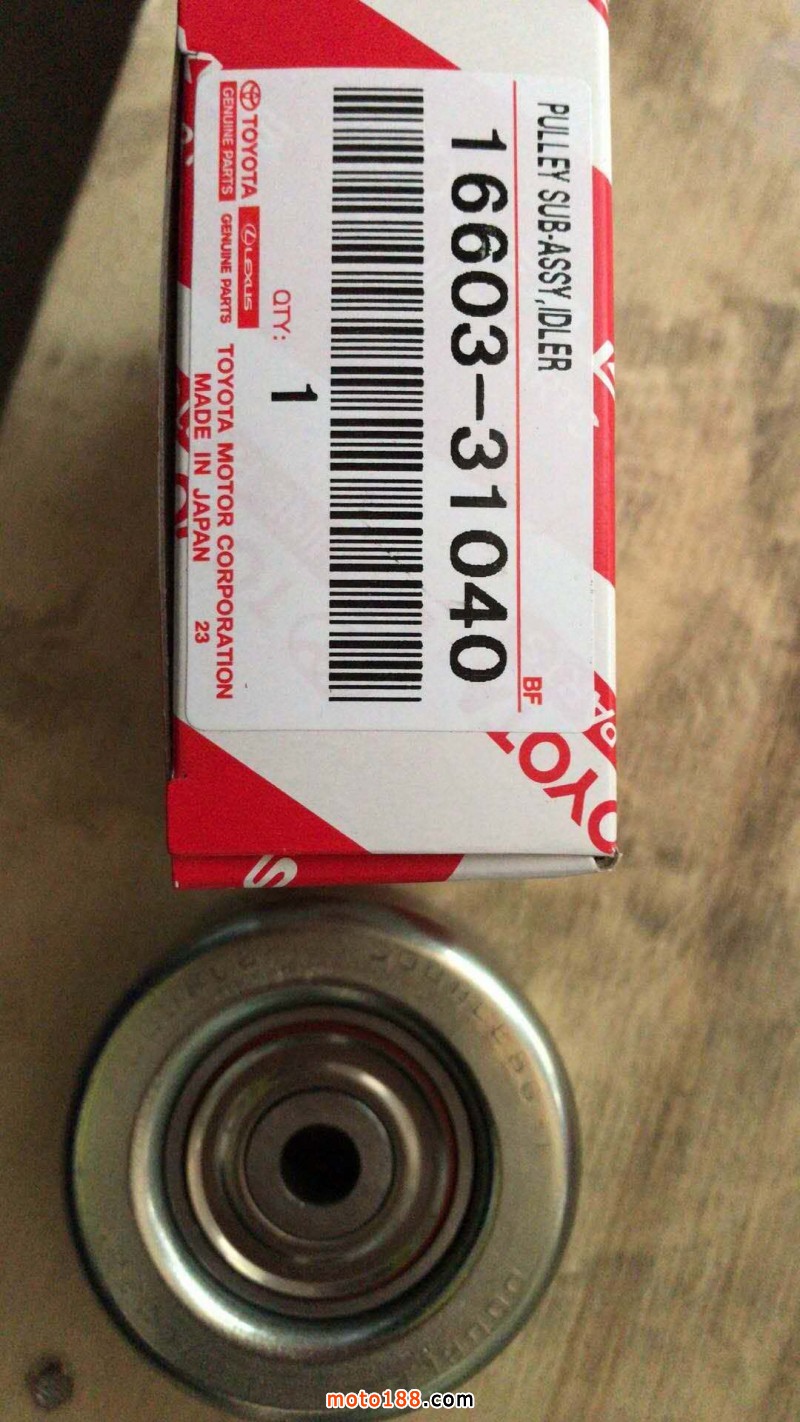 PULLEY SUB-ASSY,IDLER
BF
16603-31040
QTY:
1
TOYOTA
GENUINE PARTS
LEXUS
GENUINE PARTS
TOYOTA MOTOR CORPORATION
MADE IN JAPAN
23
TOYO
moto188.com